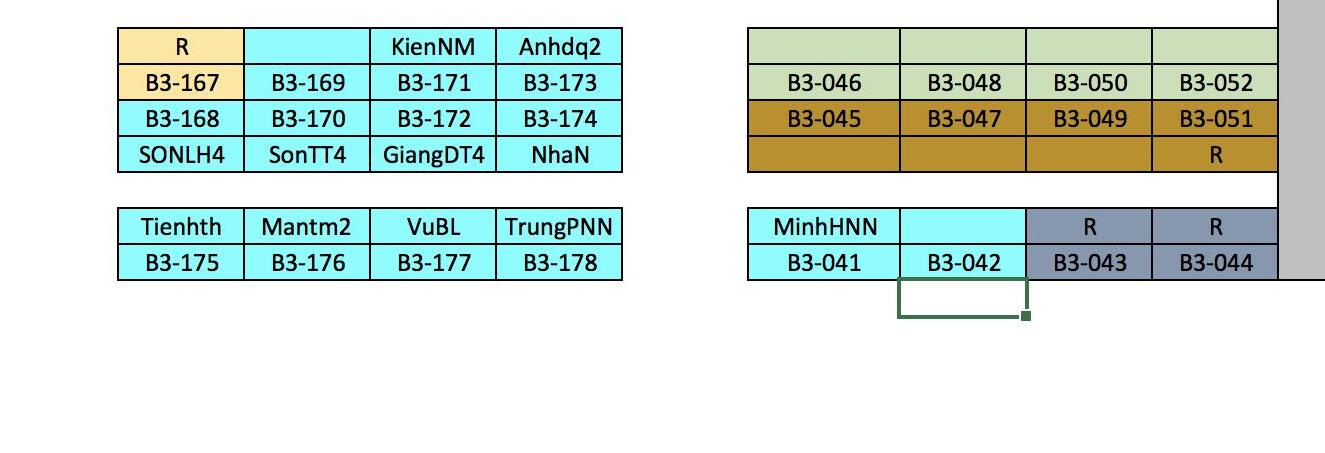 R KienNM Anhdq2
B3-167 B3-169 B3-171 B3-173
B3-168 B3-170 B3-172 B3-174
SONLH4 SonTT4 GiangDT4 NhaN
B3-046 B3-048 B3-050 B3-052
B3-045 B3-047 B3-049 B3-051
R
Tienhth Mantm2 VuBL TrungPNN
B3-175 B3-176 B3-177 B3-178
MinhHNN R R
B3-041 B3-042 B3-043 B3-044